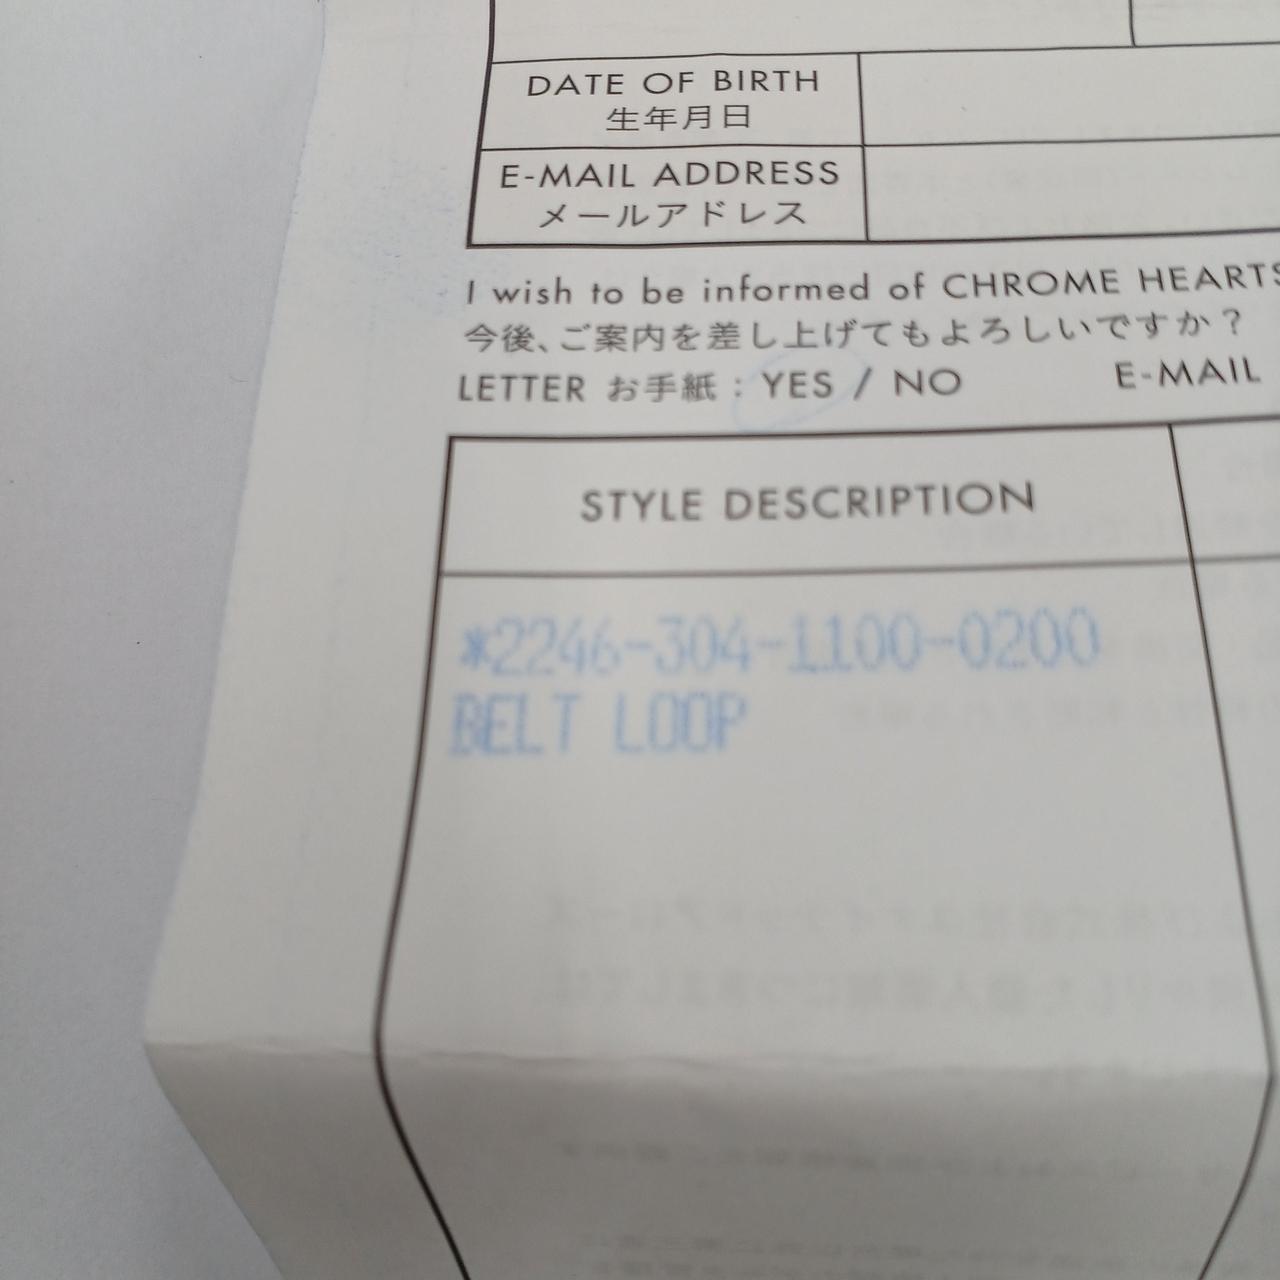 DATE OF BIRTH
生年月日
E-MAIL ADDRESS
メールアドレス
I wish to be informed of CHROME HEARTS
今後、ご案内を差し上げてもよろしいですか？
LETTER お手紙 : YES / NO E-MAIL
STYLE DESCRIPTION
*2246-304-1100-0200
BELT LOOP